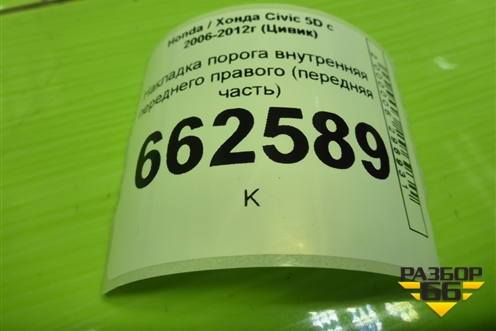 Honda / Хонда Civic 5D с
2006-2012г (Цивик)
Накладка порога внутренняя
переднего правого (передняя
часть)
662589
К
РАЗБОР
66